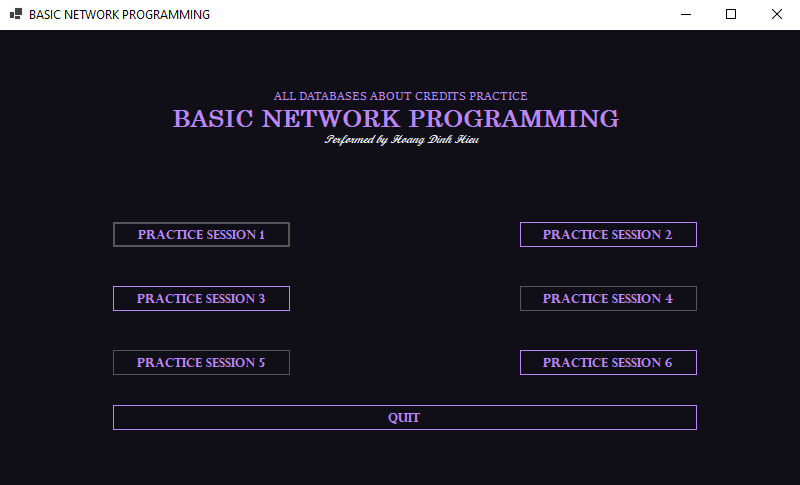 BASIC NETWORK PROGRAMMING
ALL DATABASES ABOUT CREDITS PRACTICE
BASIC NETWORK PROGRAMMING
Performed by Hoang Dinh Hieu
PRACTICE SESSION 1
PRACTICE SESSION 2
PRACTICE SESSION 3
PRACTICE SESSION 4
PRACTICE SESSION 5
PRACTICE SESSION 6
QUIT